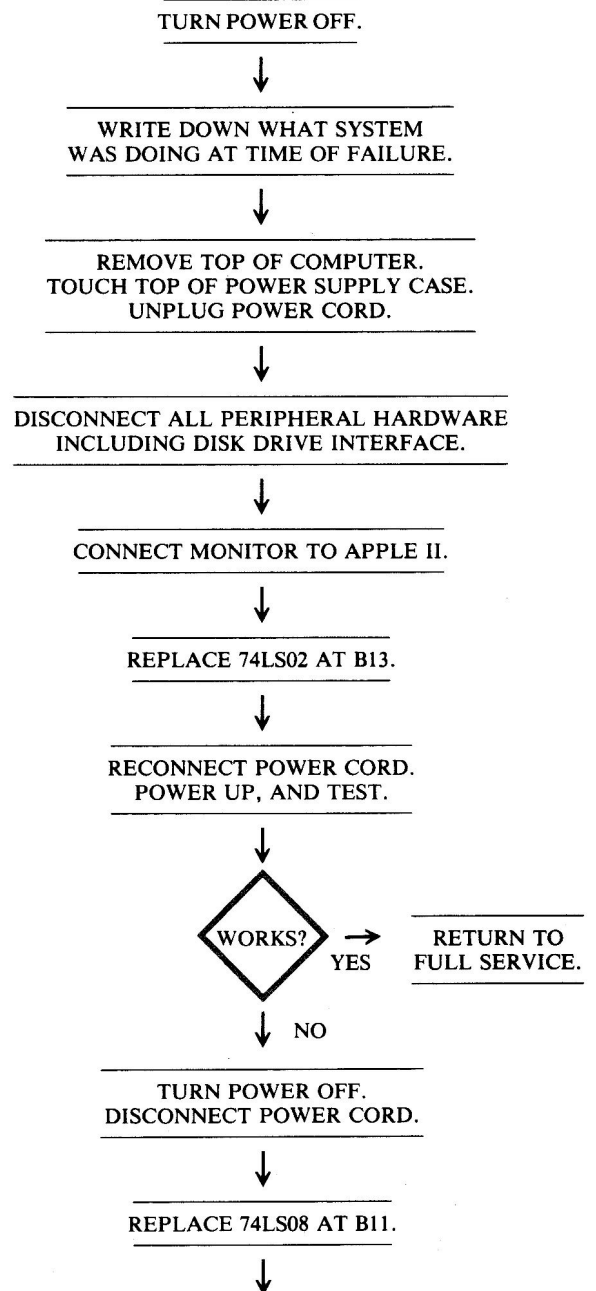 TURN POWER OFF.
WRITE DOWN WHAT SYSTEM
WAS DOING AT TIME OF FAILURE.
REMOVE TOP OF COMPUTER.
TOUCH TOP OF POWER SUPPLY CASE.
UNPLUG POWER CORD.
DISCONNECT ALL PERIPHERAL HARDWARE
INCLUDING DISK DRIVE INTERFACE.
CONNECT MONITOR TO APPLE II.
REPLACE 74LS02 AT B13.
RECONNECT POWER CORD.
POWER UP, AND TEST.
WORKS?
YES
RETURN TO
FULL SERVICE.
NO
TURN POWER OFF.
DISCONNECT POWER CORD.
REPLACE 74LS08 AT B11.